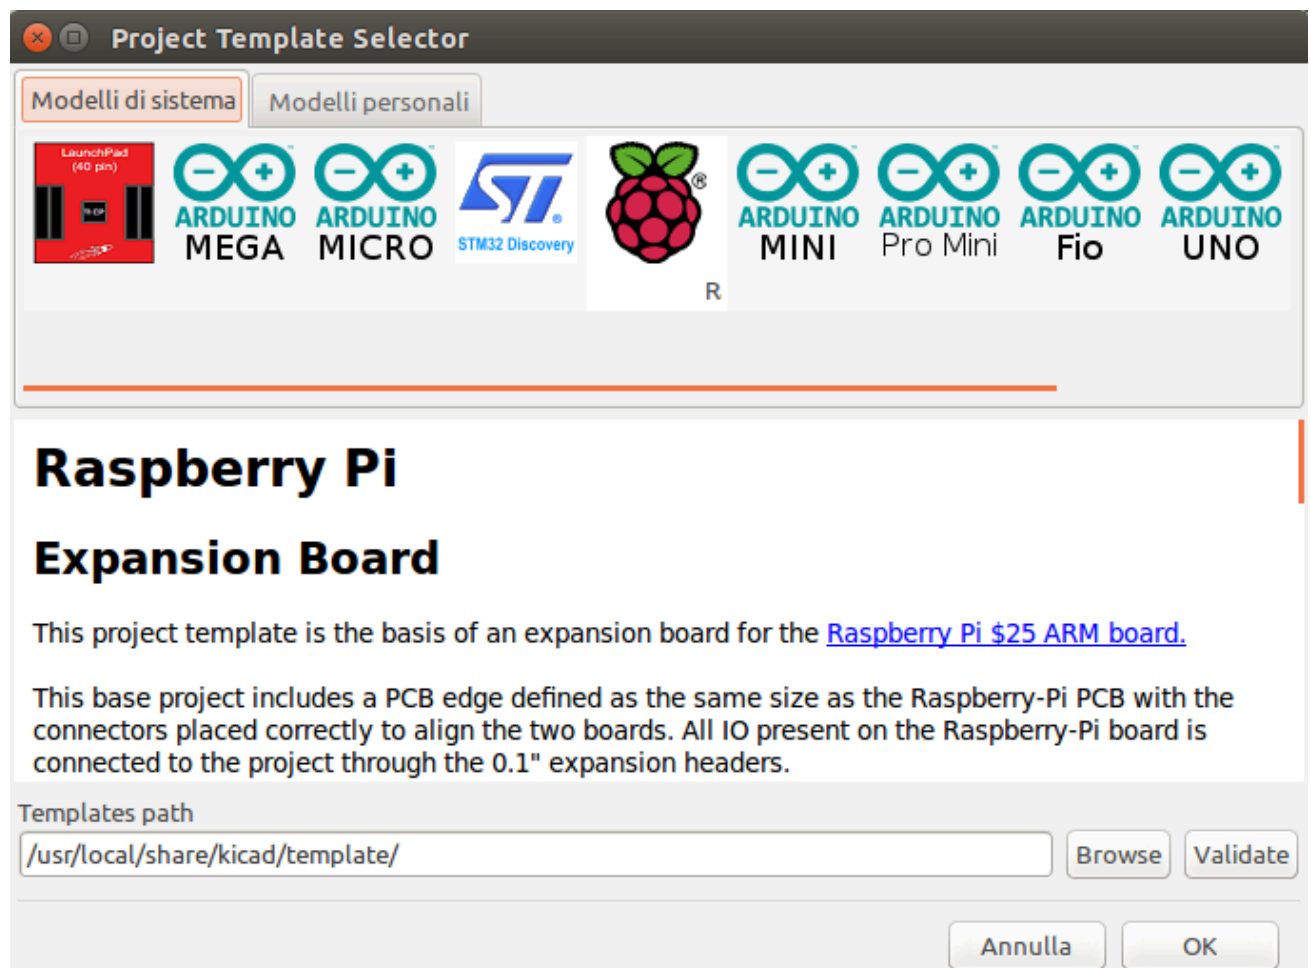 Project Template Selector
Modelli di sistema
Modelli personali
LaunchPad
(40 pin)
ARDUINO
MEGA
ARDUINO
MICRO
STM32 Discovery
®
R
ARDUINO
MINI
ARDUINO
Pro Mini
ARDUINO
Fio
ARDUINO
UNO
Raspberry Pi
Expansion Board
This project template is the basis of an expansion board for the Raspberry Pi $25 ARM board.
This base project includes a PCB edge defined as the same size as the Raspberry-Pi PCB with the
connectors placed correctly to align the two boards. All IO present on the Raspberry-Pi board is
connected to the project through the 0.1" expansion headers.
Templates path
/usr/local/share/kicad/template/
Browse
Validate
Annulla
OK